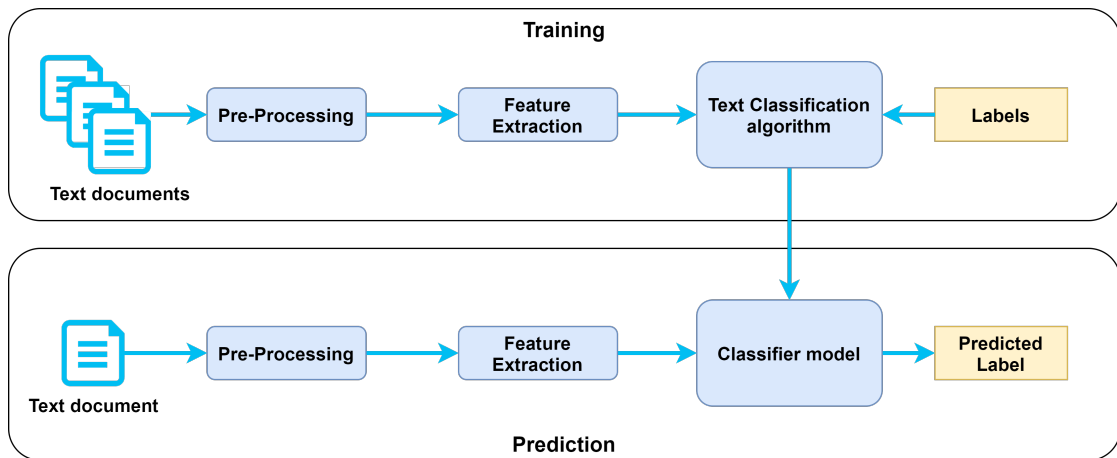 Training
Pre-Processing
Feature
Extraction
Text Classification
algorithm
Labels
Text documents
Pre-Processing
Feature
Extraction
Classifier model
Predicted
Label
Text document
Prediction